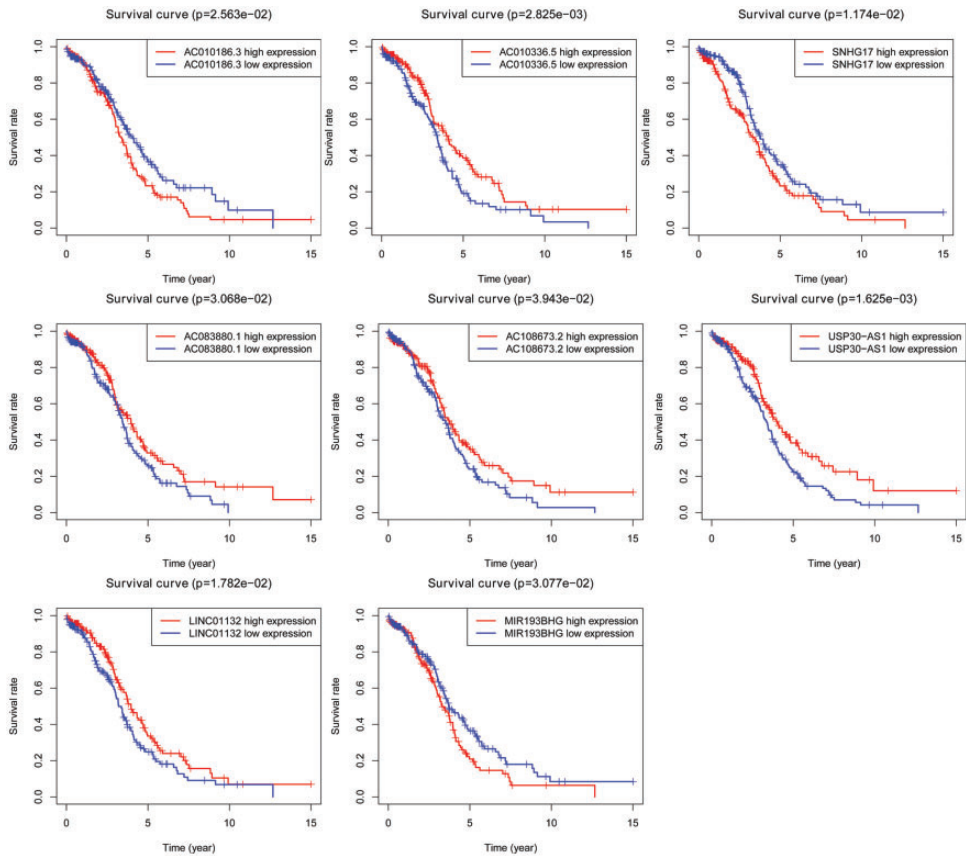 Survival curve (p=2.563e−02)
Survival rate
1.0
0.8
0.6
0.4
0.2
0.0
AC010186.3 high expression
AC010186.3 low expression
0 5 10 15
Time (year)
Survival curve (p=2.825e−03)
Survival rate
1.0
0.8
0.6
0.4
0.2
0.0
AC010336.5 high expression
AC010336.5 low expression
0 5 10 15
Time (year)
Survival curve (p=1.174e−02)
Survival rate
1.0
0.8
0.6
0.4
0.2
0.0
SNHG17 high expression
SNHG17 low expression
0 5 10 15
Time (year)
Survival curve (p=3.068e−02)
Survival rate
1.0
0.8
0.6
0.4
0.2
0.0
AC083880.1 high expression
AC083880.1 low expression
0 5 10 15
Time (year)
Survival curve (p=3.943e−02)
Survival rate
1.0
0.8
0.6
0.4
0.2
0.0
AC108673.2 high expression
AC108673.2 low expression
0 5 10 15
Time (year)
Survival curve (p=1.625e−03)
Survival rate
1.0
0.8
0.6
0.4
0.2
0.0
USP30−AS1 high expression
USP30−AS1 low expression
0 5 10 15
Time (year)
Survival curve (p=1.782e−02)
Survival rate
1.0
0.8
0.6
0.4
0.2
0.0
LINC01132 high expression
LINC01132 low expression
0 5 10 15
Time (year)
Survival curve (p=3.077e−02)
Survival rate
1.0
0.8
0.6
0.4
0.2
0.0
MIR193BHG high expression
MIR193BHG low expression
0 5 10 15
Time (year)